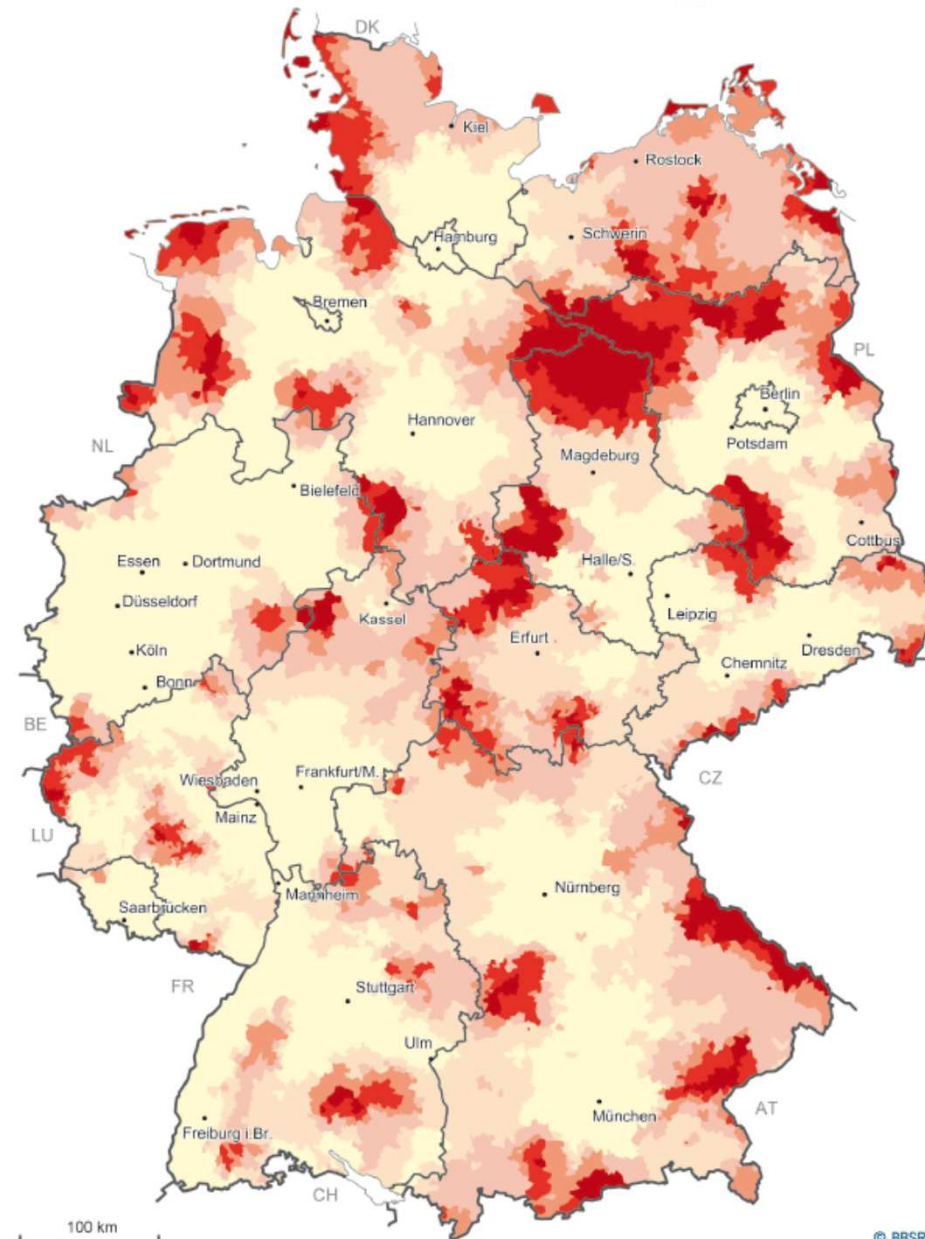 DK
Kiel
Rostock
Hamburg
Schwerin
Bremen
PL
Berlin
Hannover
Potsdam
NL
Magdeburg
Bielefeld
Cottbus
Essen
Dortmund
Halle/S.
Düsseldorf
Leipzig
Kassel
Erfurt
Dresden
Köln
Chemnitz
Bonn
BE
CZ
Wiesbaden
Frankfurt/M.
Mainz
LU
Nürnberg
Mannheim
Saarbrücken
FR
Stuttgart
Ulm
München
AT
Freiburg i.Br.
CH
100 km
© BBSR